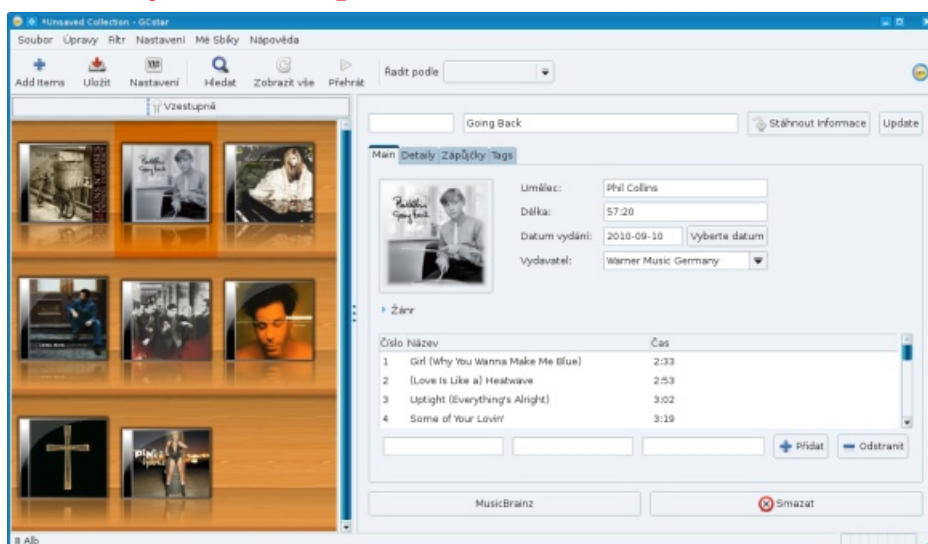 *Unsaved Collection - GCstar
Soubor Úpravy Filtr Nastavení Mé Sbíky Nápověda
Add Items Uložit Nastavení Hledat Zobrazit vše Přehrát Řadit podle
Vzestupně
Going Back Stáhnout Informace Update
Main Detaily Zápůjčky Tags
Umělec: Phil Collins
Délka: 57:20
Datum vydání: 2010-09-10 Vyberte datum
Vydavatel: Warner Music Germany
Žánr
Číslo Název Čas
1 Girl (Why You Wanna Make Me Blue) 2:33
2 (Love Is Like a) Heatwave 2:53
3 Uptight (Everything's Alright) 3:02
4 Some of Your Lovin' 3:19
Přidat Odstranit
MusicBrainz Smazat
8 Alb